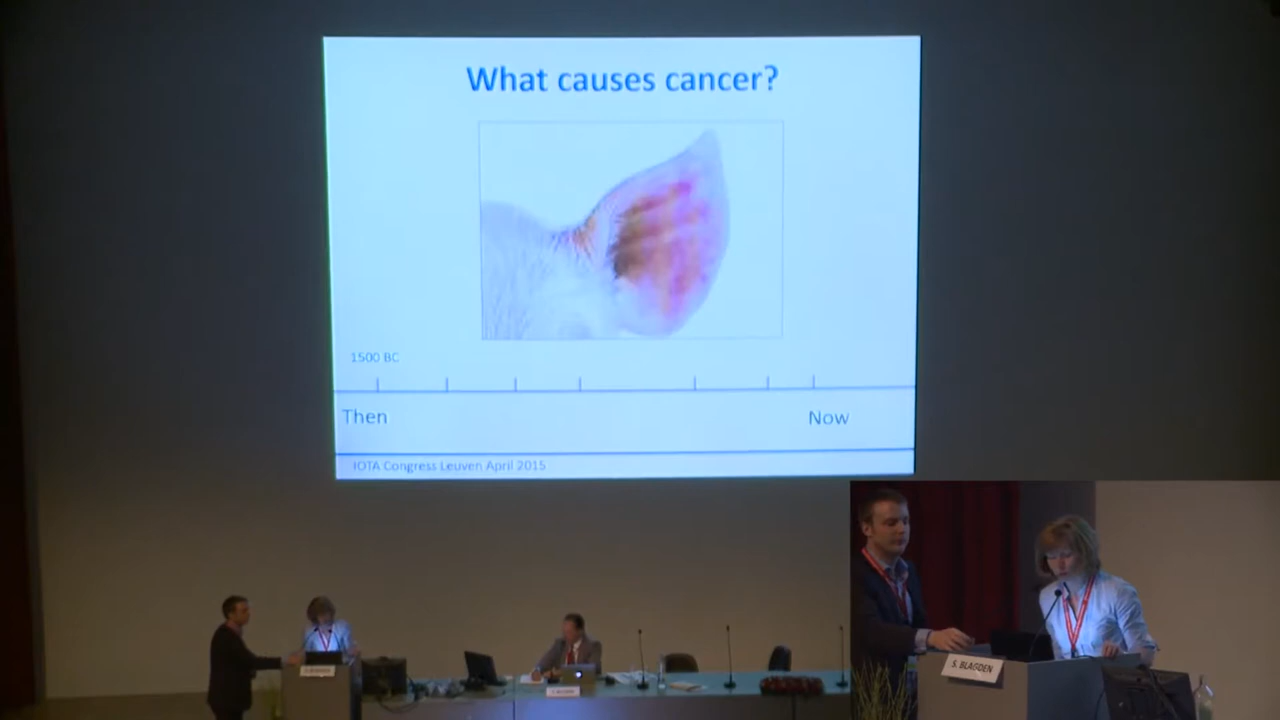 What causes cancer?
1500 BC
Then
Now
IOTA Congress Leuven April 2015
S. BLAGDEN